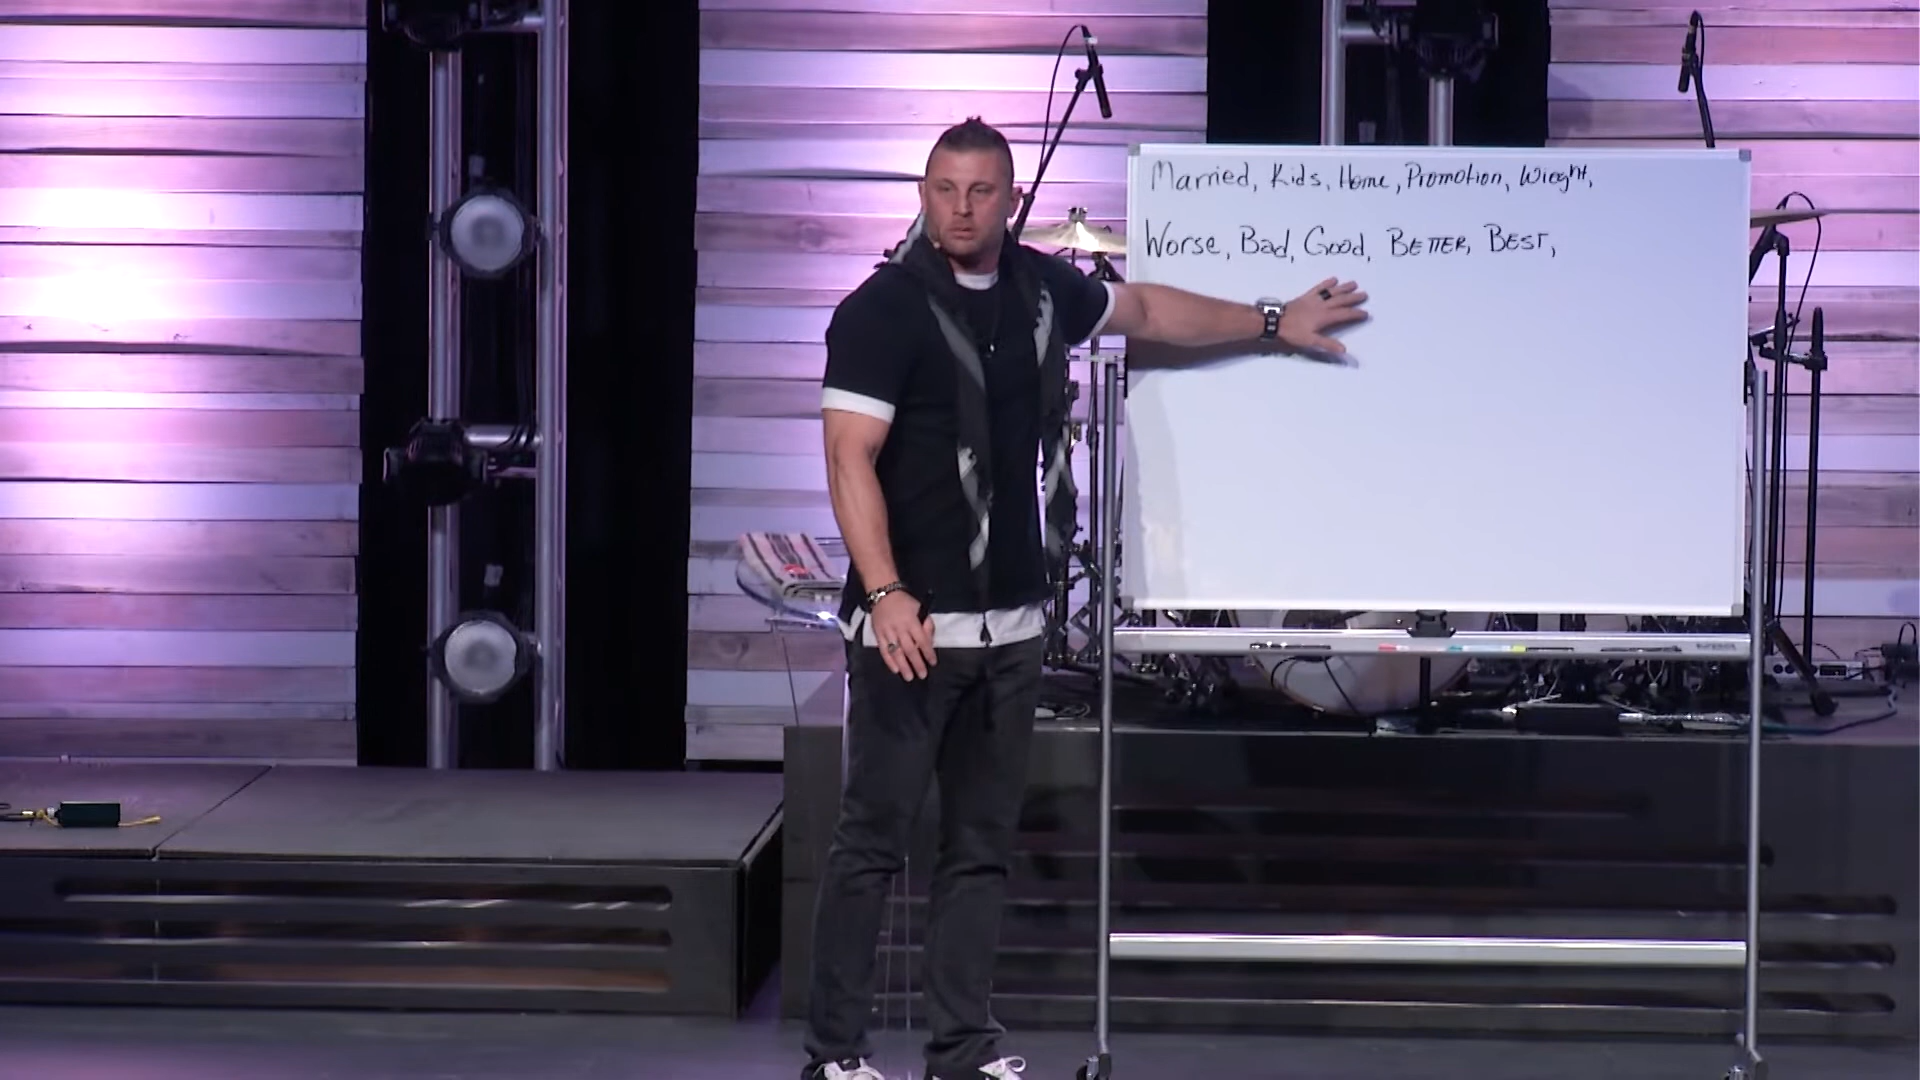 Married, Kids, Home, Promotion, Wieght,
Worse, Bad, Good, BETTER, BEST,